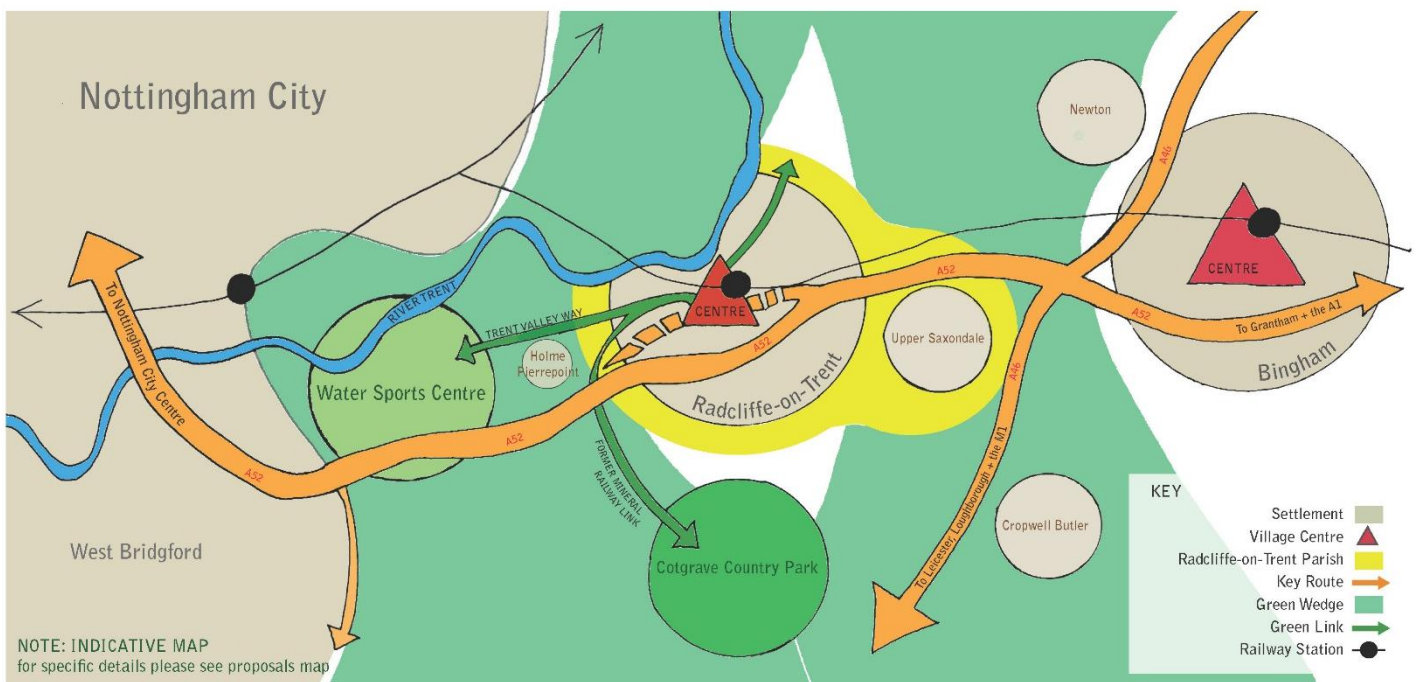 Nottingham City
Newton
A46
CENTRE
To Nottingham City Centre
RIVER TRENT
TRENT VALLEY WAY
CENTRE
A52
A52
To Grantham + the A1
A52
Bingham
Holme
Pierrepoint
Upper Saxondale
Water Sports Centre
Radcliffe-on-Trent
A46
A52
A52
FORMER MINERAL
RAILWAY LINK
To Leicester, Loughborough + the M1
West Bridgford
Cotgrave Country Park
Cropwell Butler
KEY
Settlement
Village Centre
Radcliffe-on-Trent Parish
Key Route
Green Wedge
Green Link
Railway Station
NOTE: INDICATIVE MAP
for specific details please see proposals map